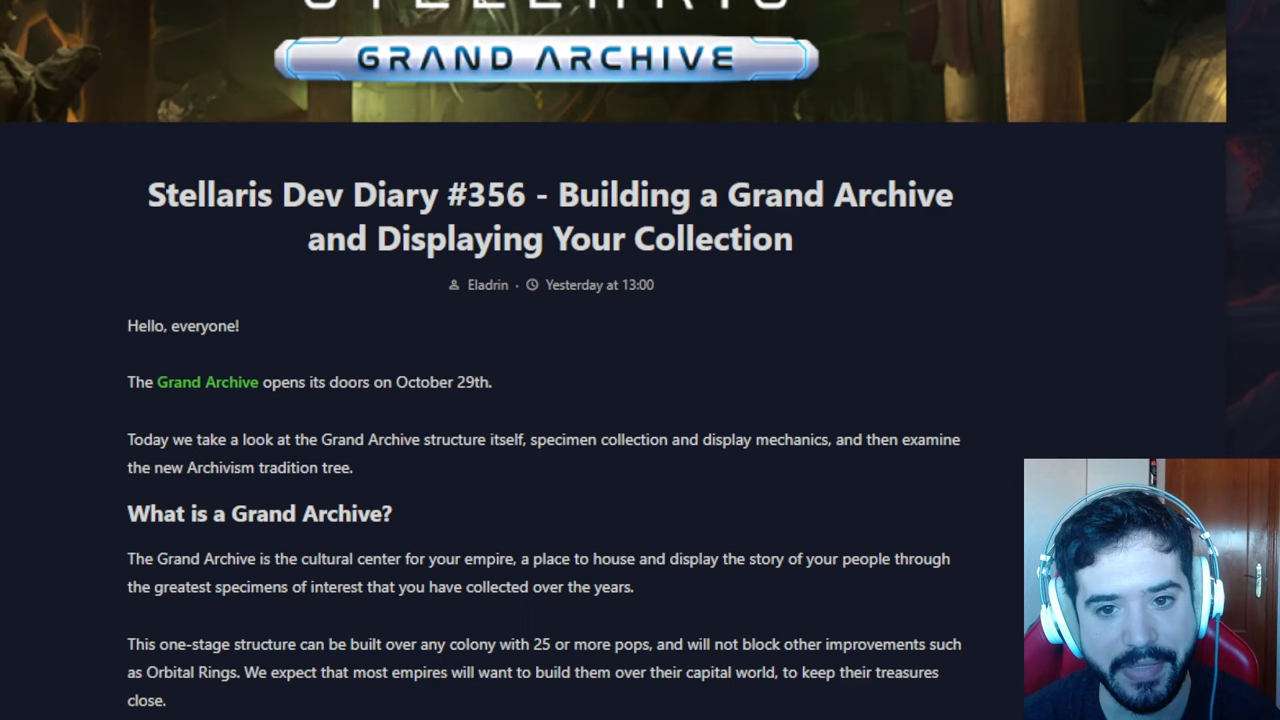 STELLARIS
GRAND ARCHIVE
Stellaris Dev Diary #356 - Building a Grand Archive
and Displaying Your Collection
Eladrin · Yesterday at 13:00
Hello, everyone!
The Grand Archive opens its doors on October 29th.
Today we take a look at the Grand Archive structure itself, specimen collection and display mechanics, and then examine
the new Archivism tradition tree.
What is a Grand Archive?
The Grand Archive is the cultural center for your empire, a place to house and display the story of your people through
the greatest specimens of interest that you have collected over the years.
This one-stage structure can be built over any colony with 25 or more pops, and will not block other improvements such
as Orbital Rings. We expect that most empires will want to build them over their capital world, to keep their treasures
close.